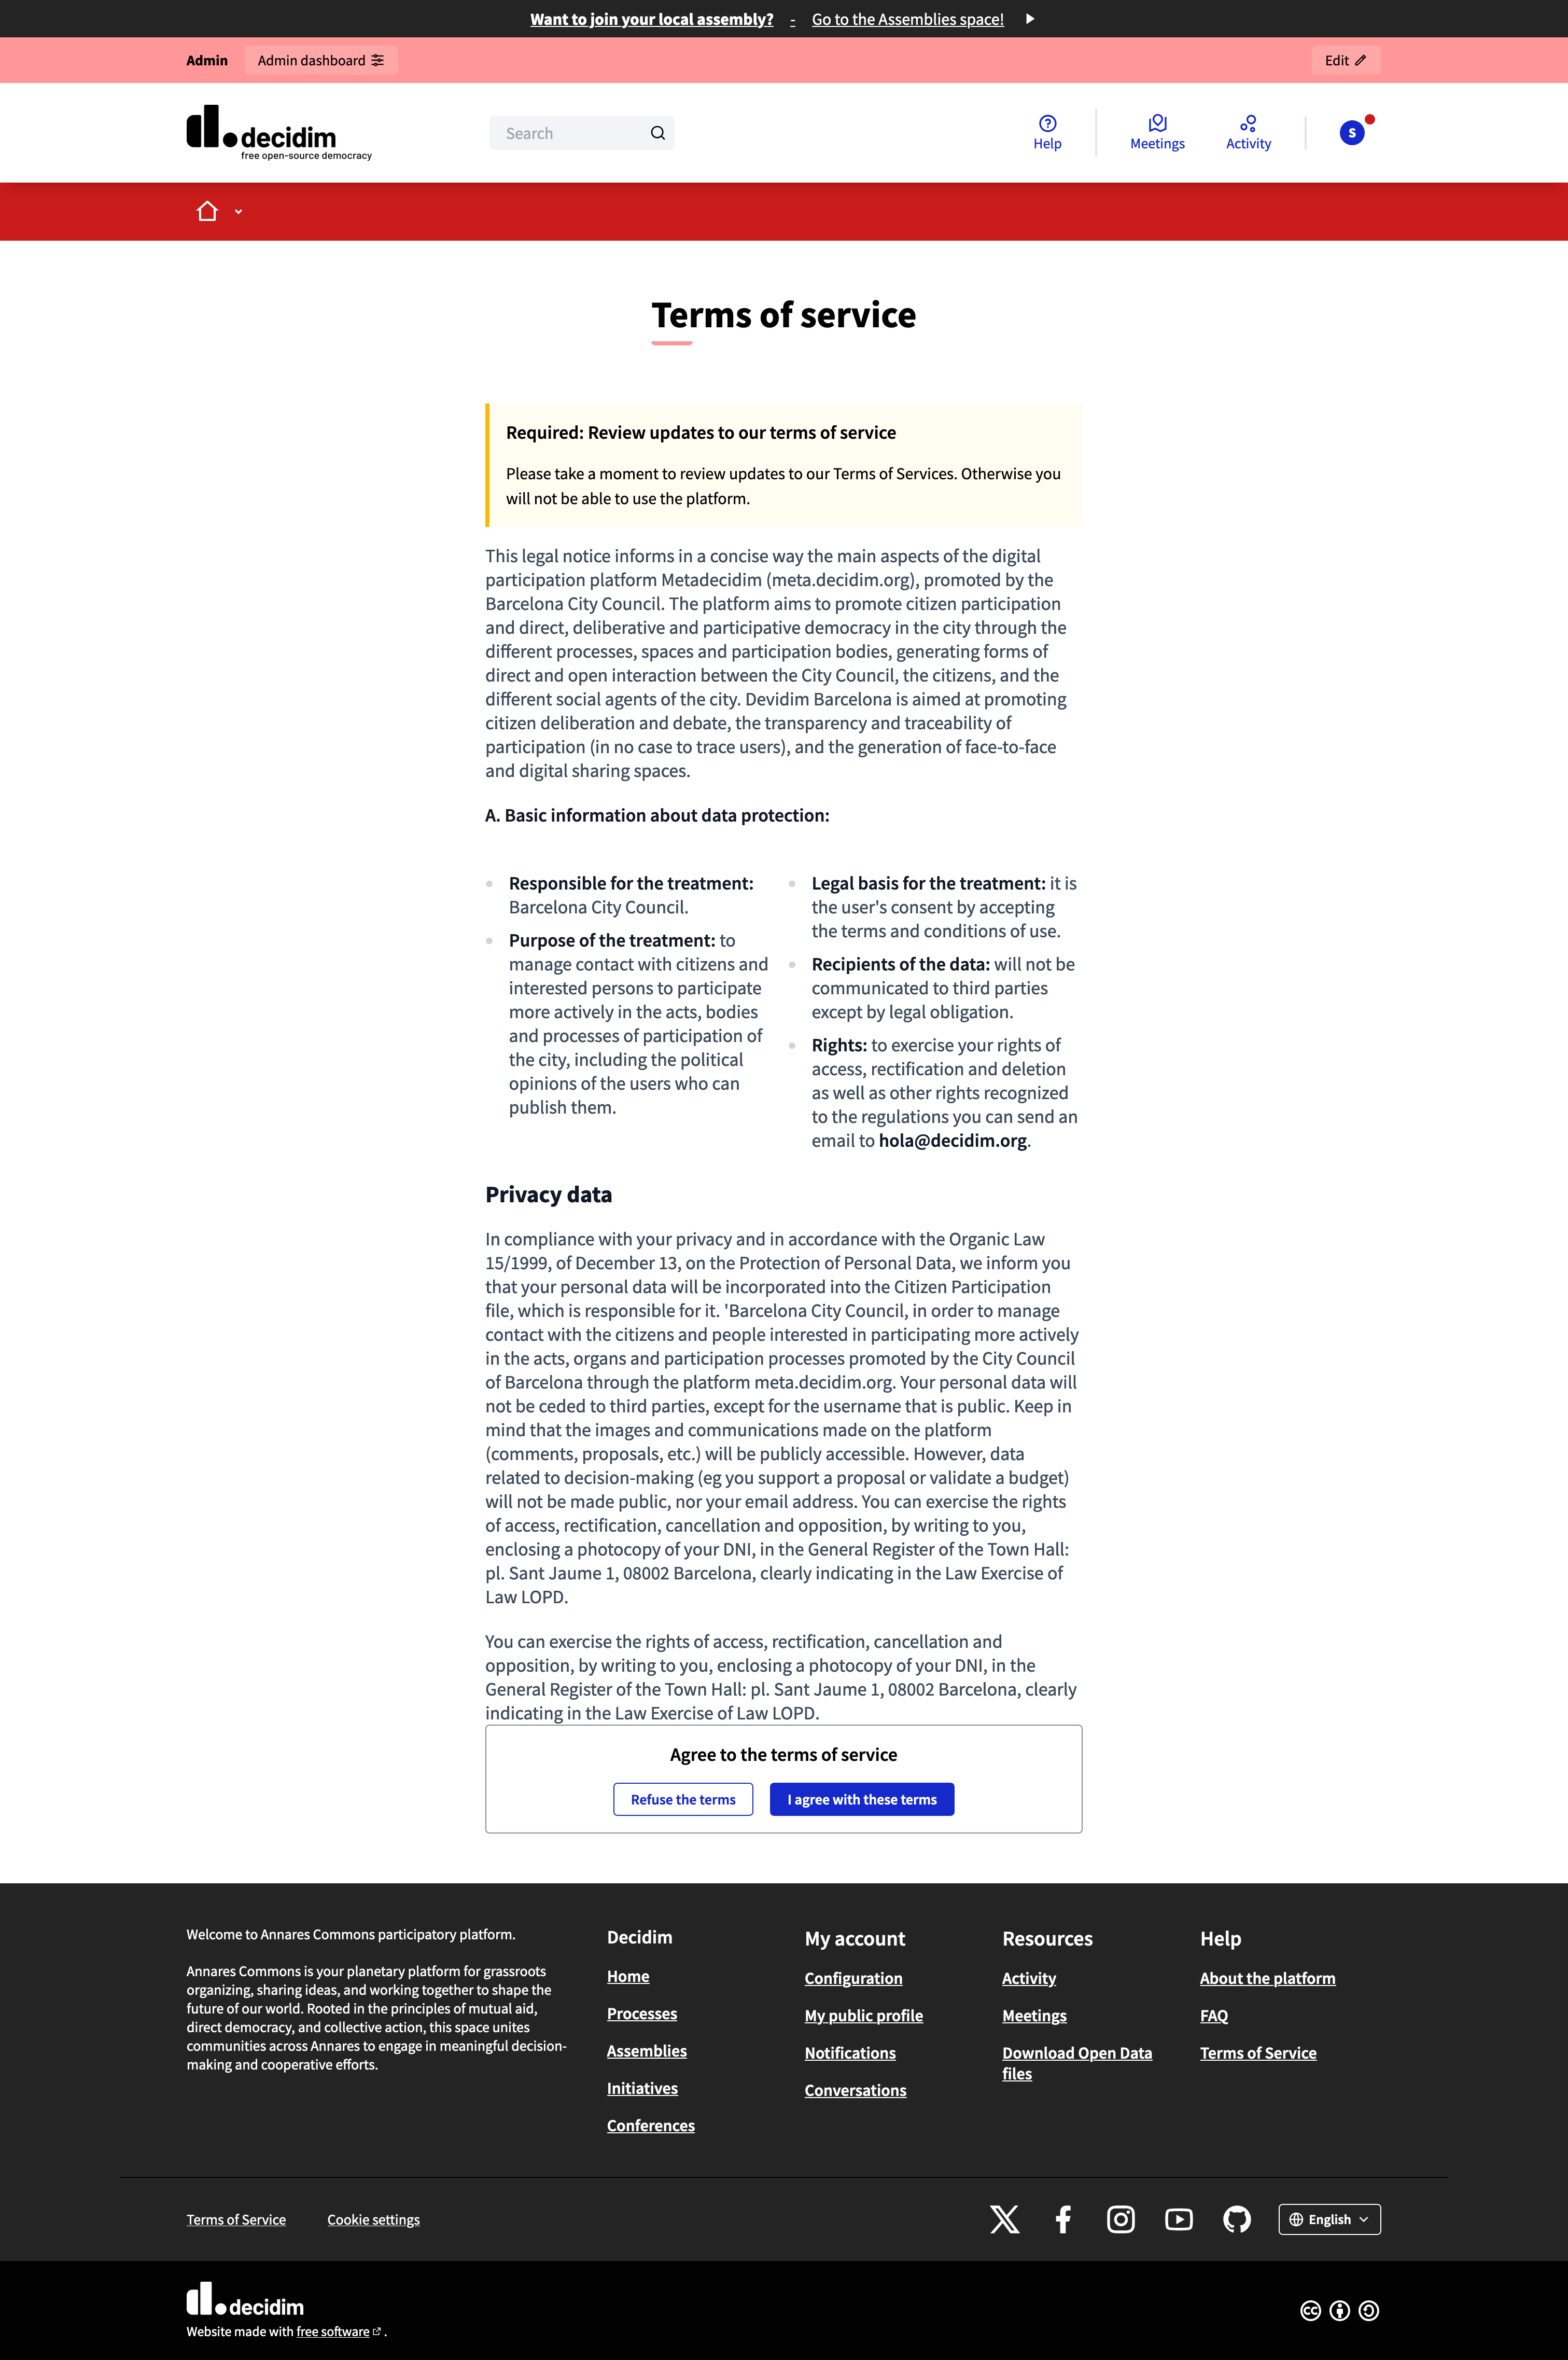 Want to join your local assembly? - Go to the Assemblies space!
Admin
Admin dashboard
Edit
decidim
free open-source democracy
Search
Help
Meetings
Activity
S
Terms of service
Required: Review updates to our terms of service
Please take a moment to review updates to our Terms of Services. Otherwise you
will not be able to use the platform.
This legal notice informs in a concise way the main aspects of the digital
participation platform Metadecidim (meta.decidim.org), promoted by the
Barcelona City Council. The platform aims to promote citizen participation
and direct, deliberative and participative democracy in the city through the
different processes, spaces and participation bodies, generating forms of
direct and open interaction between the City Council, the citizens, and the
different social agents of the city. Devidim Barcelona is aimed at promoting
citizen deliberation and debate, the transparency and traceability of
participation (in no case to trace users), and the generation of face-to-face
and digital sharing spaces.
A. Basic information about data protection:
Responsible for the treatment:
Barcelona City Council.
Purpose of the treatment: to
manage contact with citizens and
interested persons to participate
more actively in the acts, bodies
and processes of participation of
the city, including the political
opinions of the users who can
publish them.
Legal basis for the treatment: it is
the user's consent by accepting
the terms and conditions of use.
Recipients of the data: will not be
communicated to third parties
except by legal obligation.
Rights: to exercise your rights of
access, rectification and deletion
as well as other rights recognized
to the regulations you can send an
email to hola@decidim.org.
Privacy data
In compliance with your privacy and in accordance with the Organic Law
15/1999, of December 13, on the Protection of Personal Data, we inform you
that your personal data will be incorporated into the Citizen Participation
file, which is responsible for it. 'Barcelona City Council, in order to manage
contact with the citizens and people interested in participating more actively
in the acts, organs and participation processes promoted by the City Council
of Barcelona through the platform meta.decidim.org. Your personal data will
not be ceded to third parties, except for the username that is public. Keep in
mind that the images and communications made on the platform
(comments, proposals, etc.) will be publicly accessible. However, data
related to decision-making (eg you support a proposal or validate a budget)
will not be made public, nor your email address. You can exercise the rights
of access, rectification, cancellation and opposition, by writing to you,
enclosing a photocopy of your DNI, in the General Register of the Town Hall:
pl. Sant Jaume 1, 08002 Barcelona, clearly indicating in the Law Exercise of
Law LOPD.
You can exercise the rights of access, rectification, cancellation and
opposition, by writing to you, enclosing a photocopy of your DNI, in the
General Register of the Town Hall: pl. Sant Jaume 1, 08002 Barcelona, clearly
indicating in the Law Exercise of Law LOPD.
Agree to the terms of service
Refuse the terms
I agree with these terms
Welcome to Annares Commons participatory platform.
Annares Commons is your planetary platform for grassroots
organizing, sharing ideas, and working together to shape the
future of our world. Rooted in the principles of mutual aid,
direct democracy, and collective action, this space unites
communities across Annares to engage in meaningful decision-
making and cooperative efforts.
Decidim
Home
Processes
Assemblies
Initiatives
Conferences
My account
Configuration
My public profile
Notifications
Conversations
Resources
Activity
Meetings
Download Open Data
files
Help
About the platform
FAQ
Terms of Service
Terms of Service
Cookie settings
English
decidim
Website made with free software .